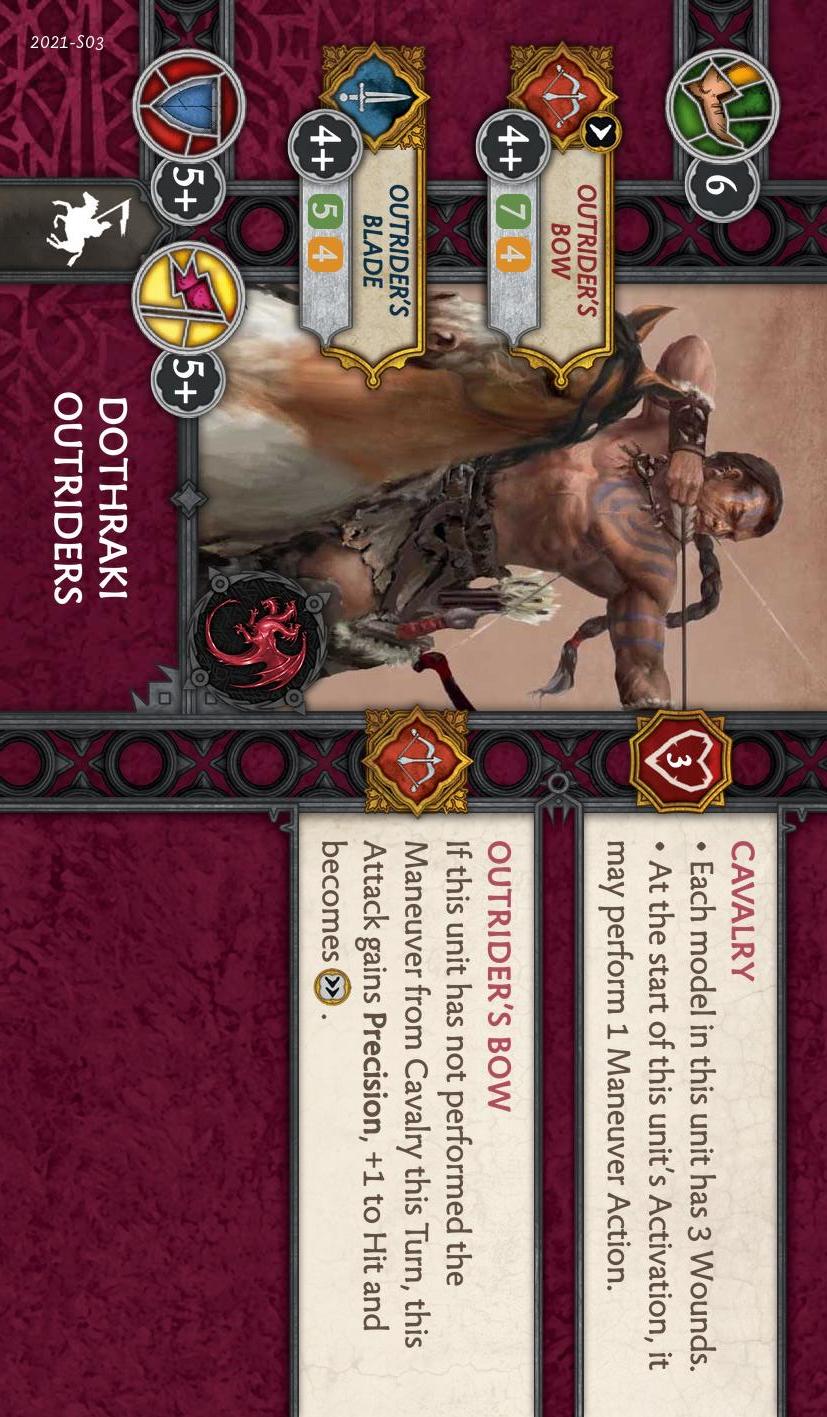 6
OUTRIDER'S
BOW
4+
7 4
OUTRIDER'S
BLADE
4+
5 4
5+
5+
DOTHRAKI
OUTRIDERS
2021-S03
3
CAVALRY
• Each model in this unit has 3 Wounds.
• At the start of this unit's Activation, it
may perform 1 Maneuver Action.
OUTRIDER'S BOW
If this unit has not performed the
Maneuver from Cavalry this Turn, this
Attack gains Precision, +1 to Hit and
becomes .